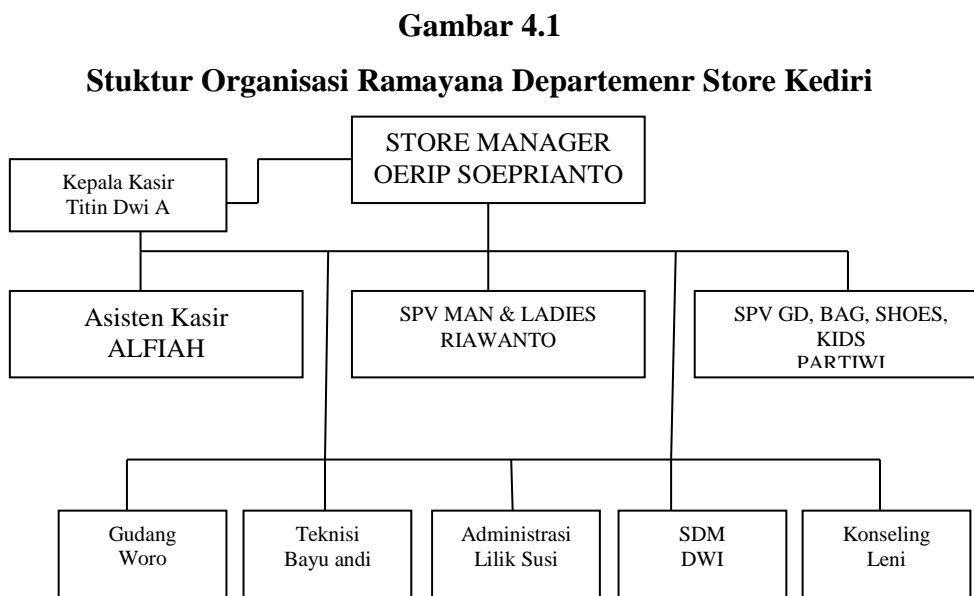 Gambar 4.1
Stuktur Organisasi Ramayana Departemenr Store Kediri
STORE MANAGER
OERIP SOEPRIANTO
Kepala Kasir
Titin Dwi A
Asisten Kasir
ALFIAH
SPV MAN & LADIES
RIAWANTO
SPV GD, BAG, SHOES,
KIDS
PARTIWI
Gudang
Woro
Teknisi
Bayu andi
Administrasi
Lilik Susi
SDM
DWI
Konseling
Leni